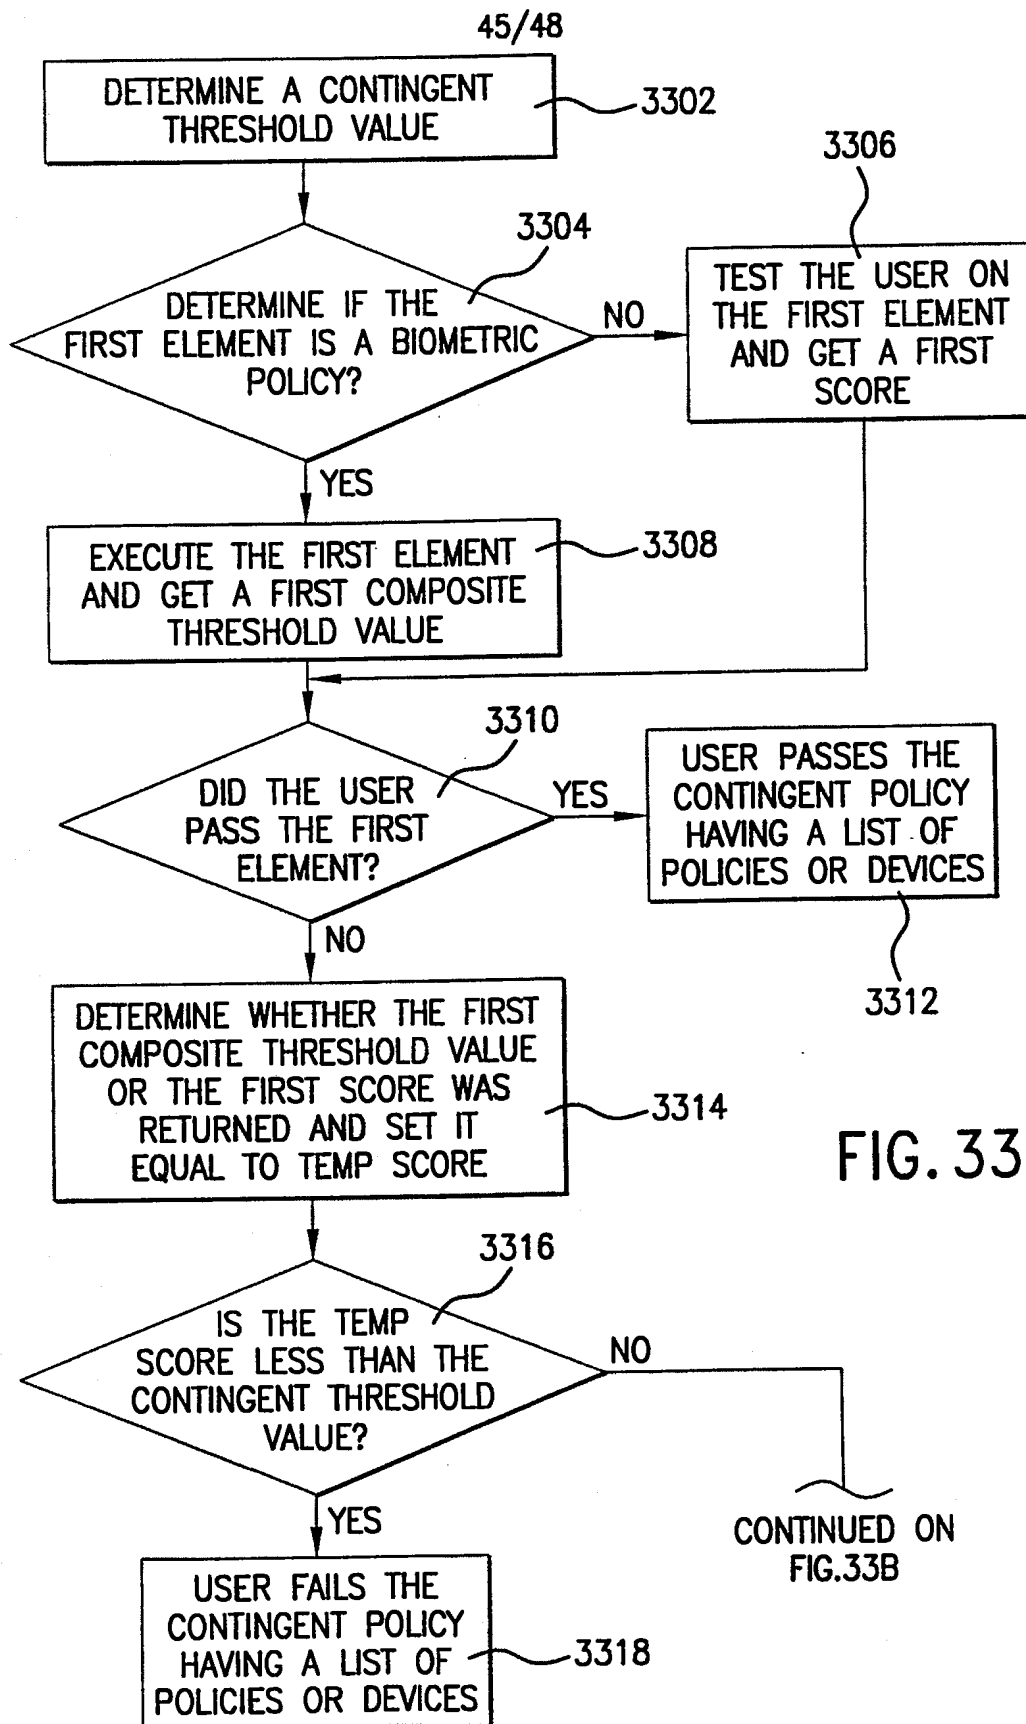 45/48
DETERMINE A CONTINGENT
THRESHOLD VALUE
3302
3304
DETERMINE IF THE
FIRST ELEMENT IS A BIOMETRIC
POLICY?
NO
3306
TEST THE USER ON
THE FIRST ELEMENT
AND GET A FIRST
SCORE
YES
EXECUTE THE FIRST ELEMENT
AND GET A FIRST COMPOSITE
THRESHOLD VALUE
3308
3310
DID THE USER
PASS THE FIRST
ELEMENT?
YES
USER PASSES THE
CONTINGENT POLICY
HAVING A LIST OF
POLICIES OR DEVICES
3312
NO
DETERMINE WHETHER THE FIRST
COMPOSITE THRESHOLD VALUE
OR THE FIRST SCORE WAS
RETURNED AND SET IT
EQUAL TO TEMP SCORE
3314
FIG. 33
3316
IS THE TEMP
SCORE LESS THAN THE
CONTINGENT THRESHOLD
VALUE?
NO
CONTINUED ON
FIG.33B
YES
USER FAILS THE
CONTINGENT POLICY
HAVING A LIST OF
POLICIES OR DEVICES
3318